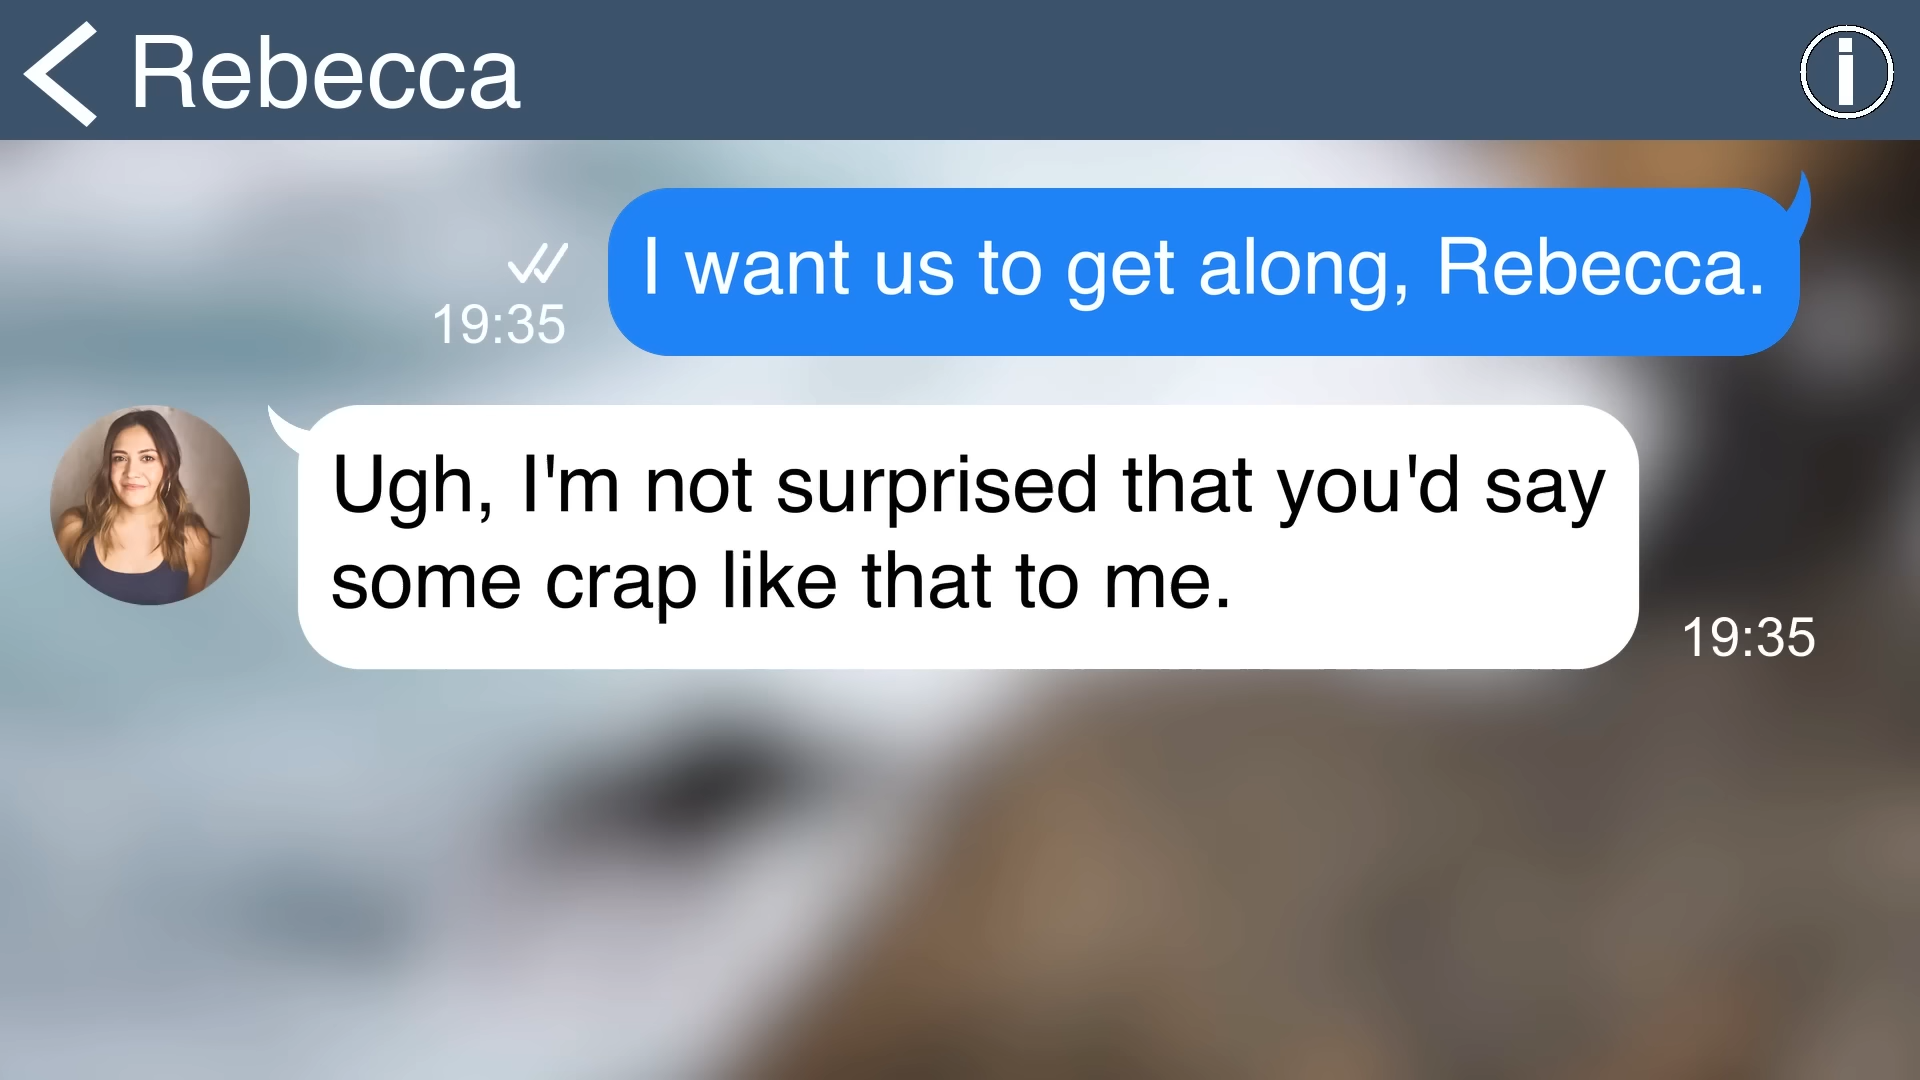 Rebecca
I want us to get along, Rebecca.
19:35
Ugh, I'm not surprised that you'd say
some crap like that to me.
19:35